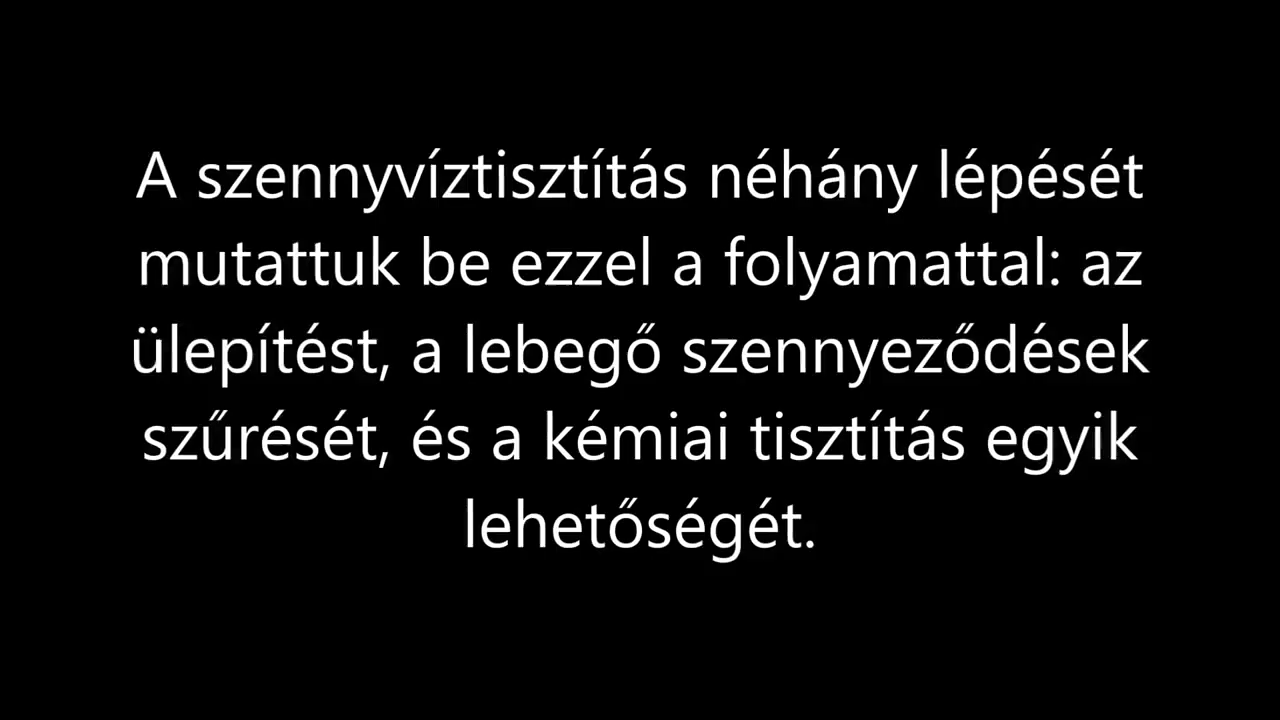 A szennyvíztisztítás néhány lépését
mutattuk be ezzel a folyamattal: az
ülepítést, a lebegő szennyeződések
szűrését, és a kémiai tisztítás egyik
lehetőségét.